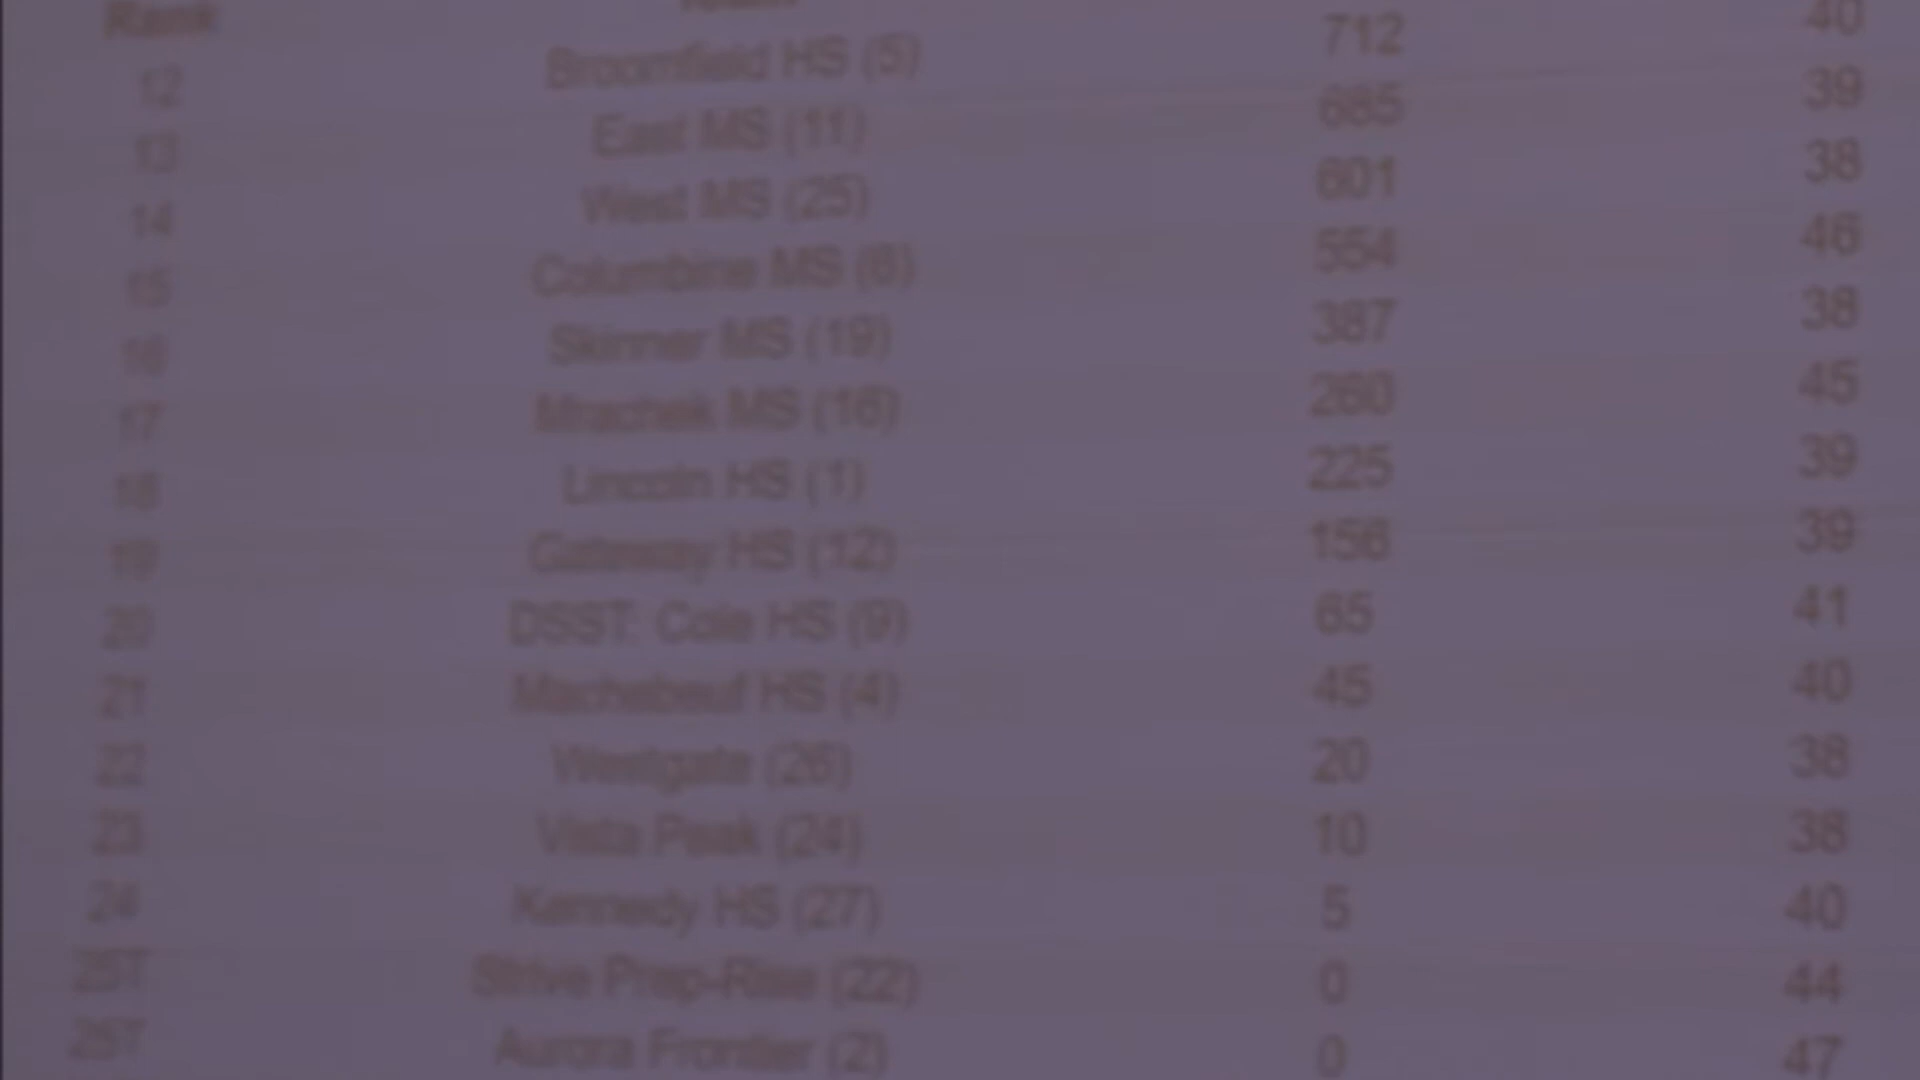 Rank
12 Broomfield HS (5) 712 40
13 East MS (11) 685 39
14 West MS (25) 601 38
15 Columbine MS (6) 554 46
16 Skinner MS (19) 387 38
17 Mrachek MS (16) 260 45
18 Lincoln HS (1) 225 39
19 Gateway HS (12) 156 39
20 DSST: Cole HS (9) 65 41
21 Machebeuf HS (4) 45 40
22 Westgate (26) 20 38
23 Vista Peak (24) 10 38
24 Kennedy HS (27) 5 40
25T Strive Prep-Rise (22) 0 44
25T Aurora Frontier (2) 0 47